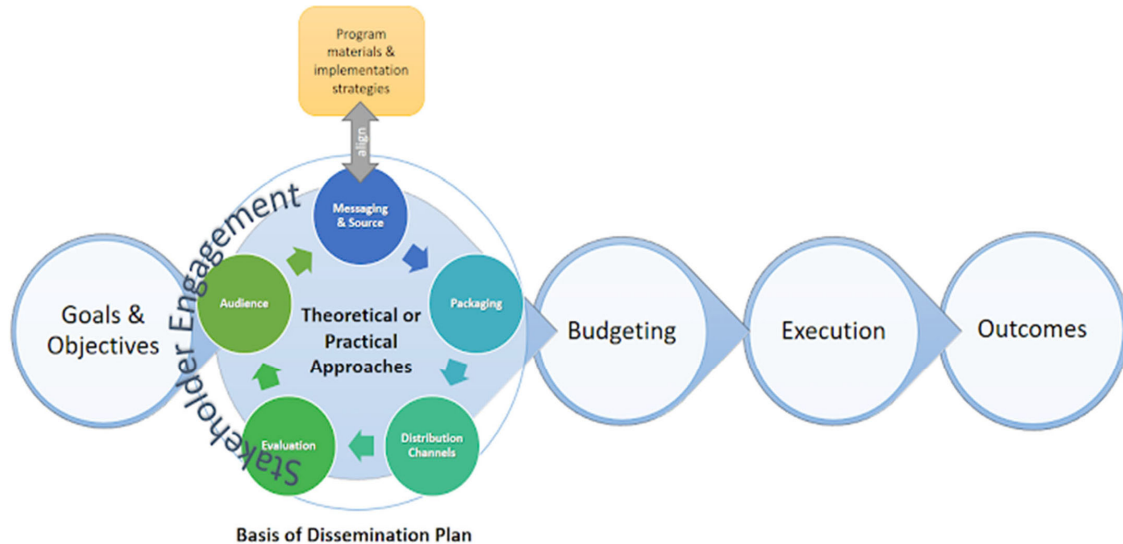 Program
materials &
implementation
strategies
align
Stakeholder Engagement
Messaging
& Source
Audience
Packaging
Theoretical or
Practical
Approaches
Evaluation
Distribution
Channels
Goals &
Objectives
Budgeting
Execution
Outcomes
Basis of Dissemination Plan